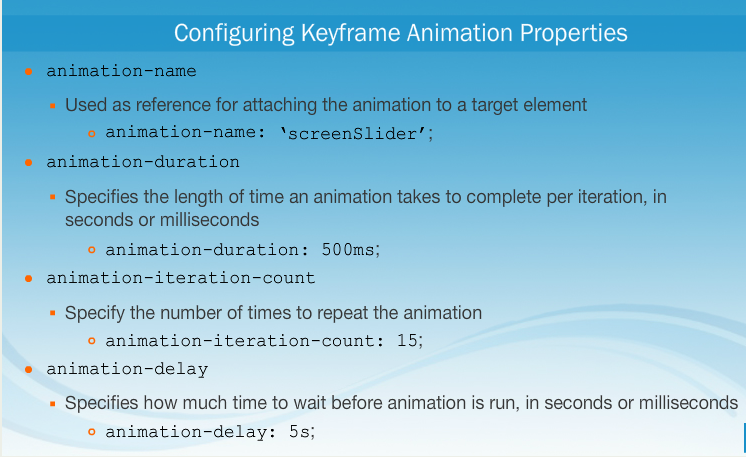 Configuring Keyframe Animation Properties
animation-name
Used as reference for attaching the animation to a target element
animation-name: ‘screenSlider’;
animation-duration
Specifies the length of time an animation takes to complete per iteration, in
seconds or milliseconds
animation-duration: 500ms;
animation-iteration-count
Specify the number of times to repeat the animation
animation-iteration-count: 15;
animation-delay
Specifies how much time to wait before animation is run, in seconds or milliseconds
animation-delay: 5s;